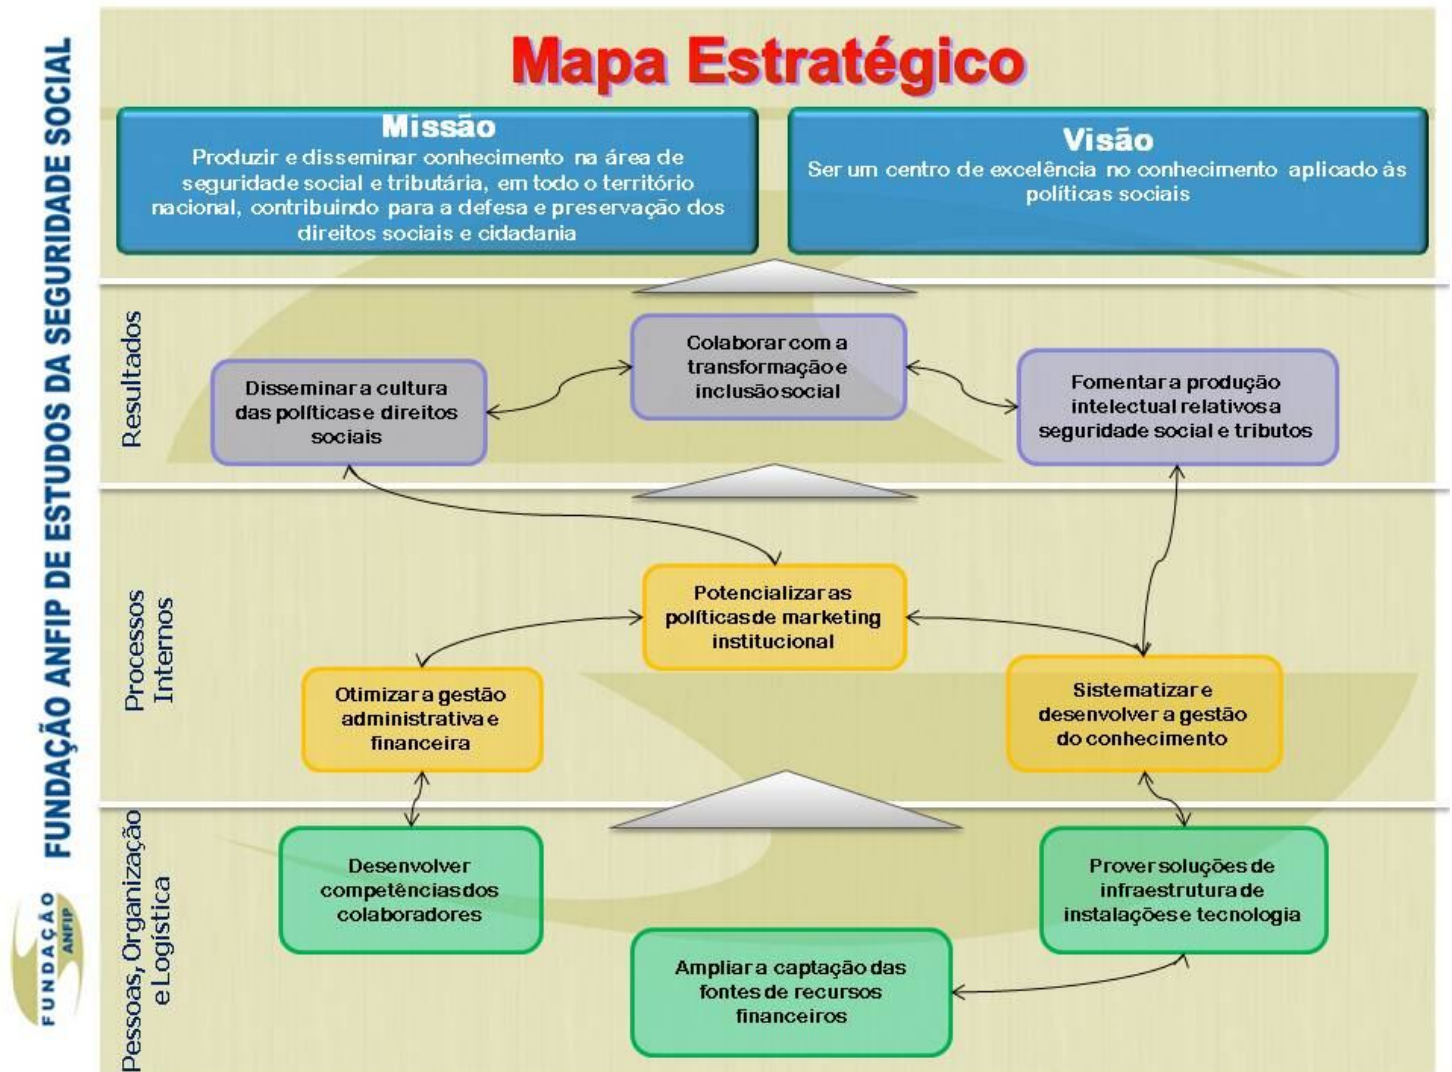 FUNDAÇÃO ANFIP DE ESTUDOS DA SEGURIDADE SOCIAL
FUNDAÇÃO
ANFIP
Mapa Estratégico
Missão
Produzir e disseminar conhecimento na área de
seguridade social e tributária, em todo o território
nacional, contribuindo para a defesa e preservação dos
direitos sociais e cidadania
Visão
Ser um centro de excelência no conhecimento aplicado às
políticas sociais
Resultados
Disseminar a cultura
das políticas e direitos
sociais
Colaborar com a
transformação e
inclusão social
Fomentar a produção
intelectual relativos a
seguridade social e tributos
Processos
Internos
Potencializar as
políticas de marketing
institucional
Otimizar a gestão
administrativa e
financeira
Sistematizar e
desenvolver a gestão
do conhecimento
Pessoas, Organização
e Logística
Desenvolver
competências dos
colaboradores
Prover soluções de
infraestrutura de
instalações e tecnologia
Ampliar a captação das
fontes de recursos
financeiros